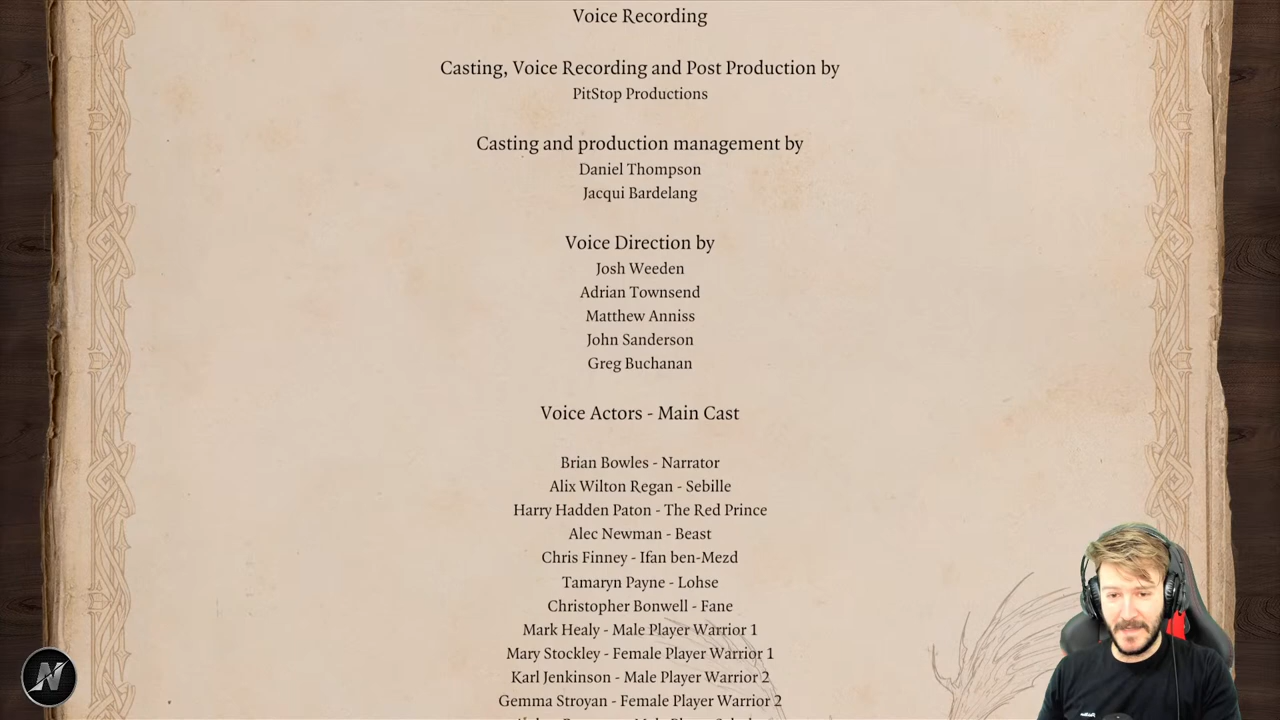 Voice Recording
Casting, Voice Recording and Post Production by
PitStop Productions
Casting and production management by
Daniel Thompson
Jacqui Bardelang
Voice Direction by
Josh Weeden
Adrian Townsend
Matthew Anniss
John Sanderson
Greg Buchanan
Voice Actors - Main Cast
Brian Bowles - Narrator
Alix Wilton Regan - Sebille
Harry Hadden Paton - The Red Prince
Alec Newman - Beast
Chris Finney - Ifan ben-Mezd
Tamaryn Payne - Lohse
Christopher Bonwell - Fane
Mark Healy - Male Player Warrior 1
Mary Stockley - Female Player Warrior 1
Karl Jenkinson - Male Player Warrior 2
Gemma Stroyan - Female Player Warrior 2
N